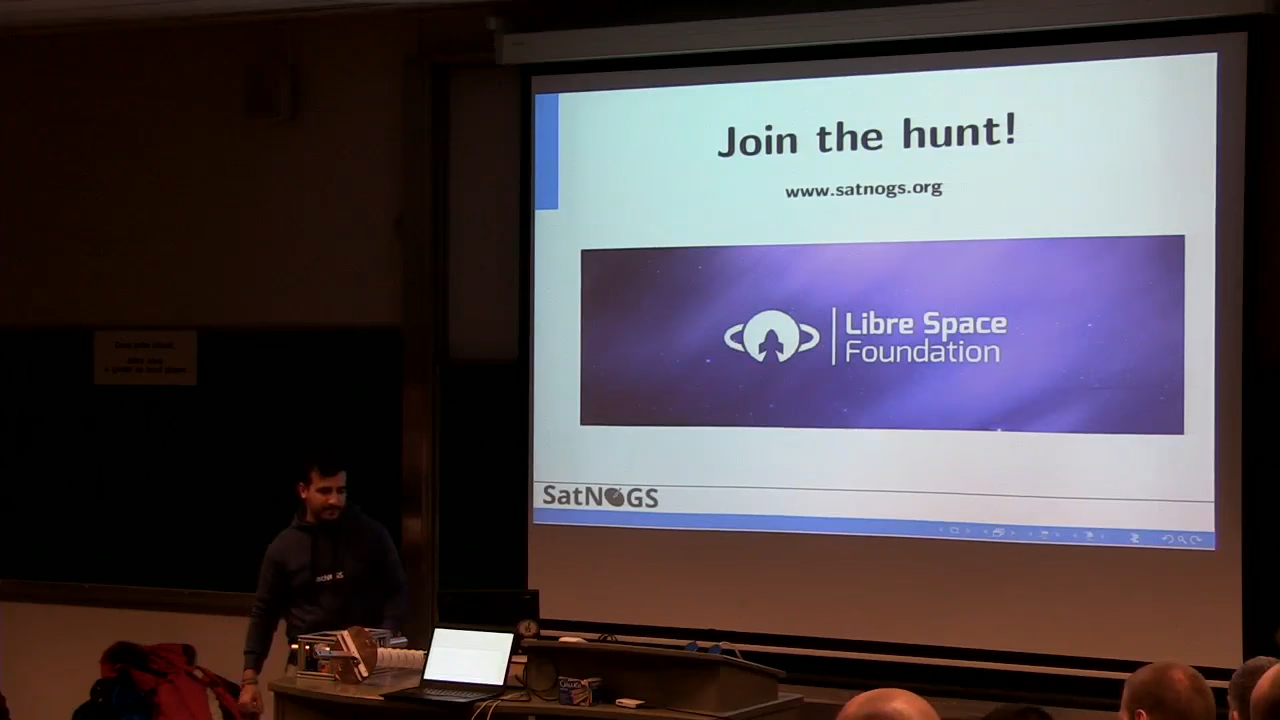 Join the hunt!
www.satnogs.org
Libre Space
Foundation
SatNOGS